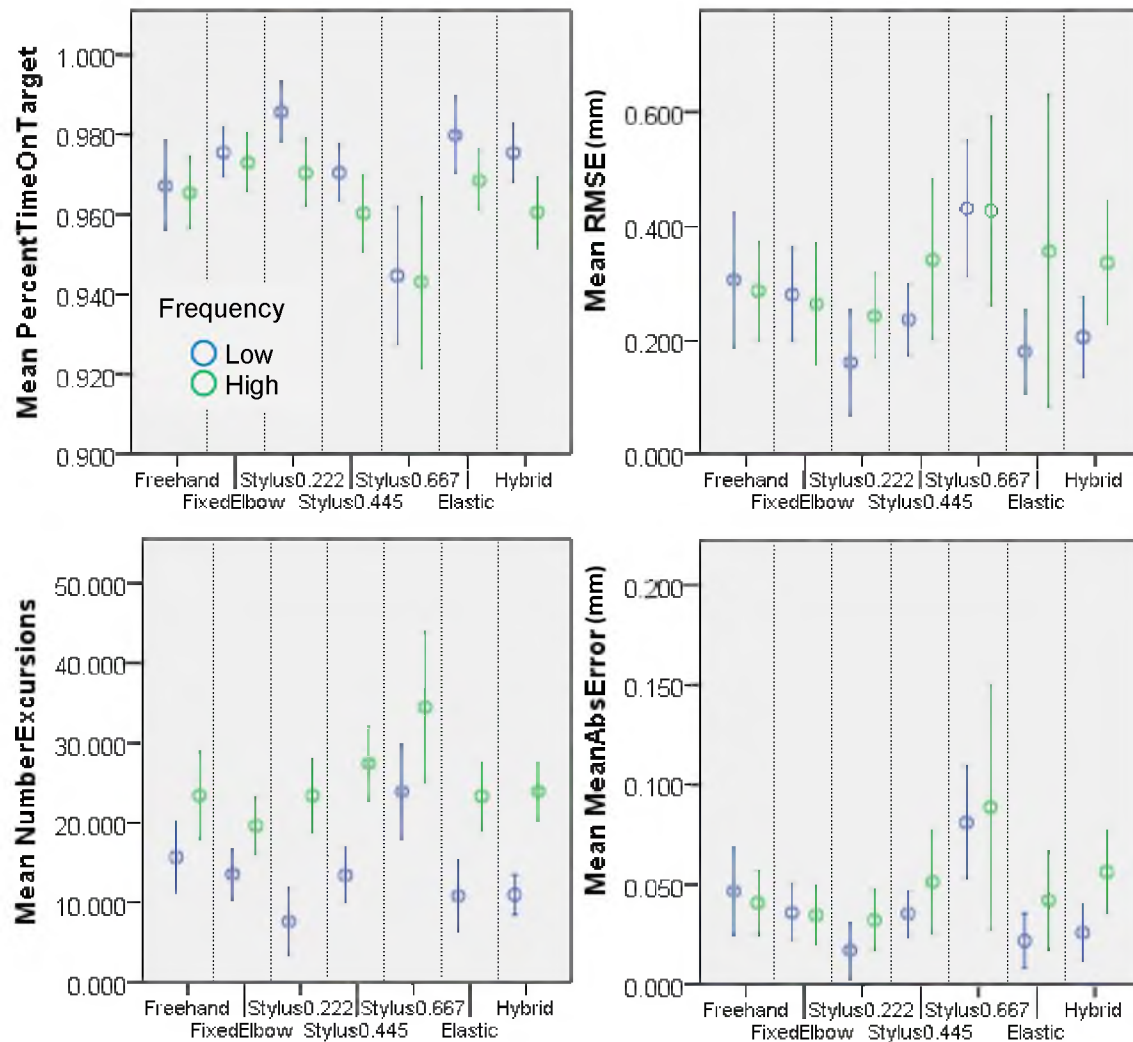 Mean PercentTimeOnTarget
1.000
0.980
0.960
0.940
0.920
0.900
Frequency
Low
High
Freehand Stylus0.222 Stylus0.667 Hybrid
FixedElbow Stylus0.445 Elastic
Mean RMSE (mm)
0.600
0.400
0.200
0.000
Freehand Stylus0.222 Stylus0.667 Hybrid
FixedElbow Stylus0.445 Elastic
Mean NumberExcursions
50.000
40.000
30.000
20.000
10.000
0.000
Freehand Stylus0.222 Stylus0.667 Hybrid
FixedElbow Stylus0.445 Elastic
Mean MeanAbsError (mm)
0.200
0.150
0.100
0.050
0.000
Freehand Stylus0.222 Stylus0.667 Hybrid
FixedElbow Stylus0.445 Elastic